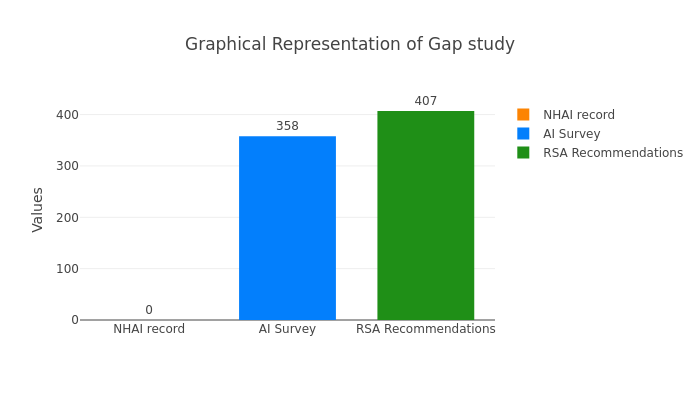 Graphical Representation of Gap study
Values
400
300
200
100
0
0
358
407
NHAI record
AI Survey
RSA Recommendations
NHAI record
AI Survey
RSA Recommendations